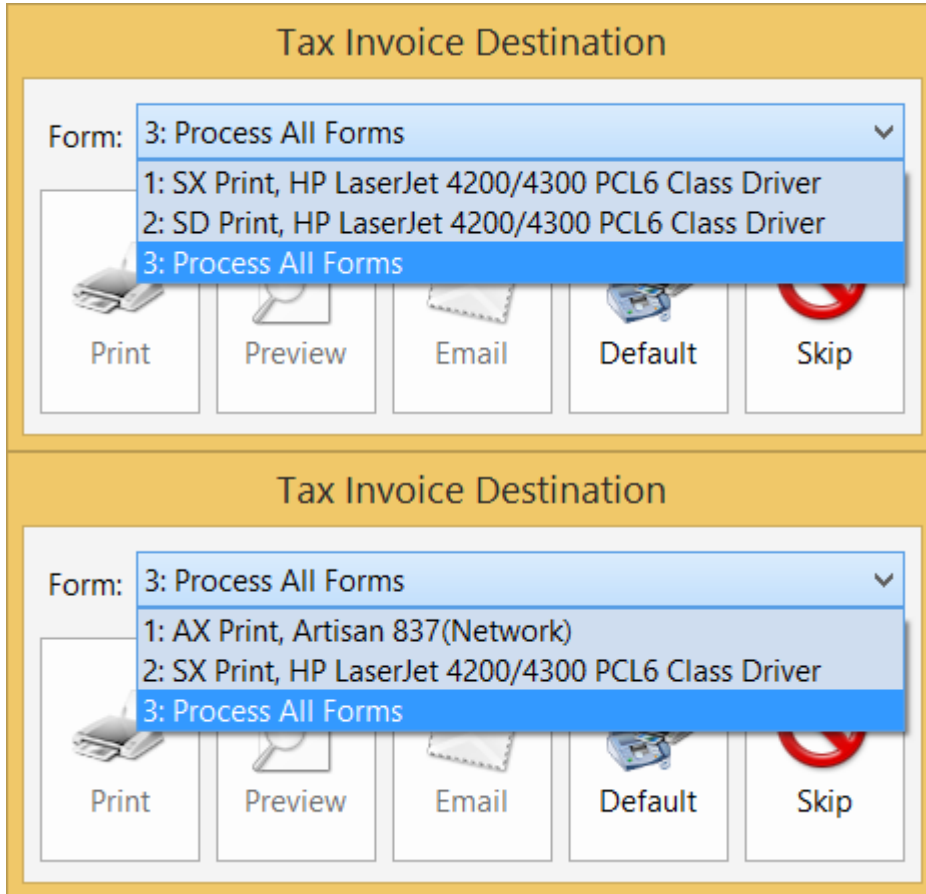 Tax Invoice Destination
Form: 3: Process All Forms
1: SX Print, HP LaserJet 4200/4300 PCL6 Class Driver
2: SD Print, HP LaserJet 4200/4300 PCL6 Class Driver
3: Process All Forms
Print Preview Email Default Skip
Tax Invoice Destination
Form: 3: Process All Forms
1: AX Print, Artisan 837(Network)
2: SX Print, HP LaserJet 4200/4300 PCL6 Class Driver
3: Process All Forms
Print Preview Email Default Skip